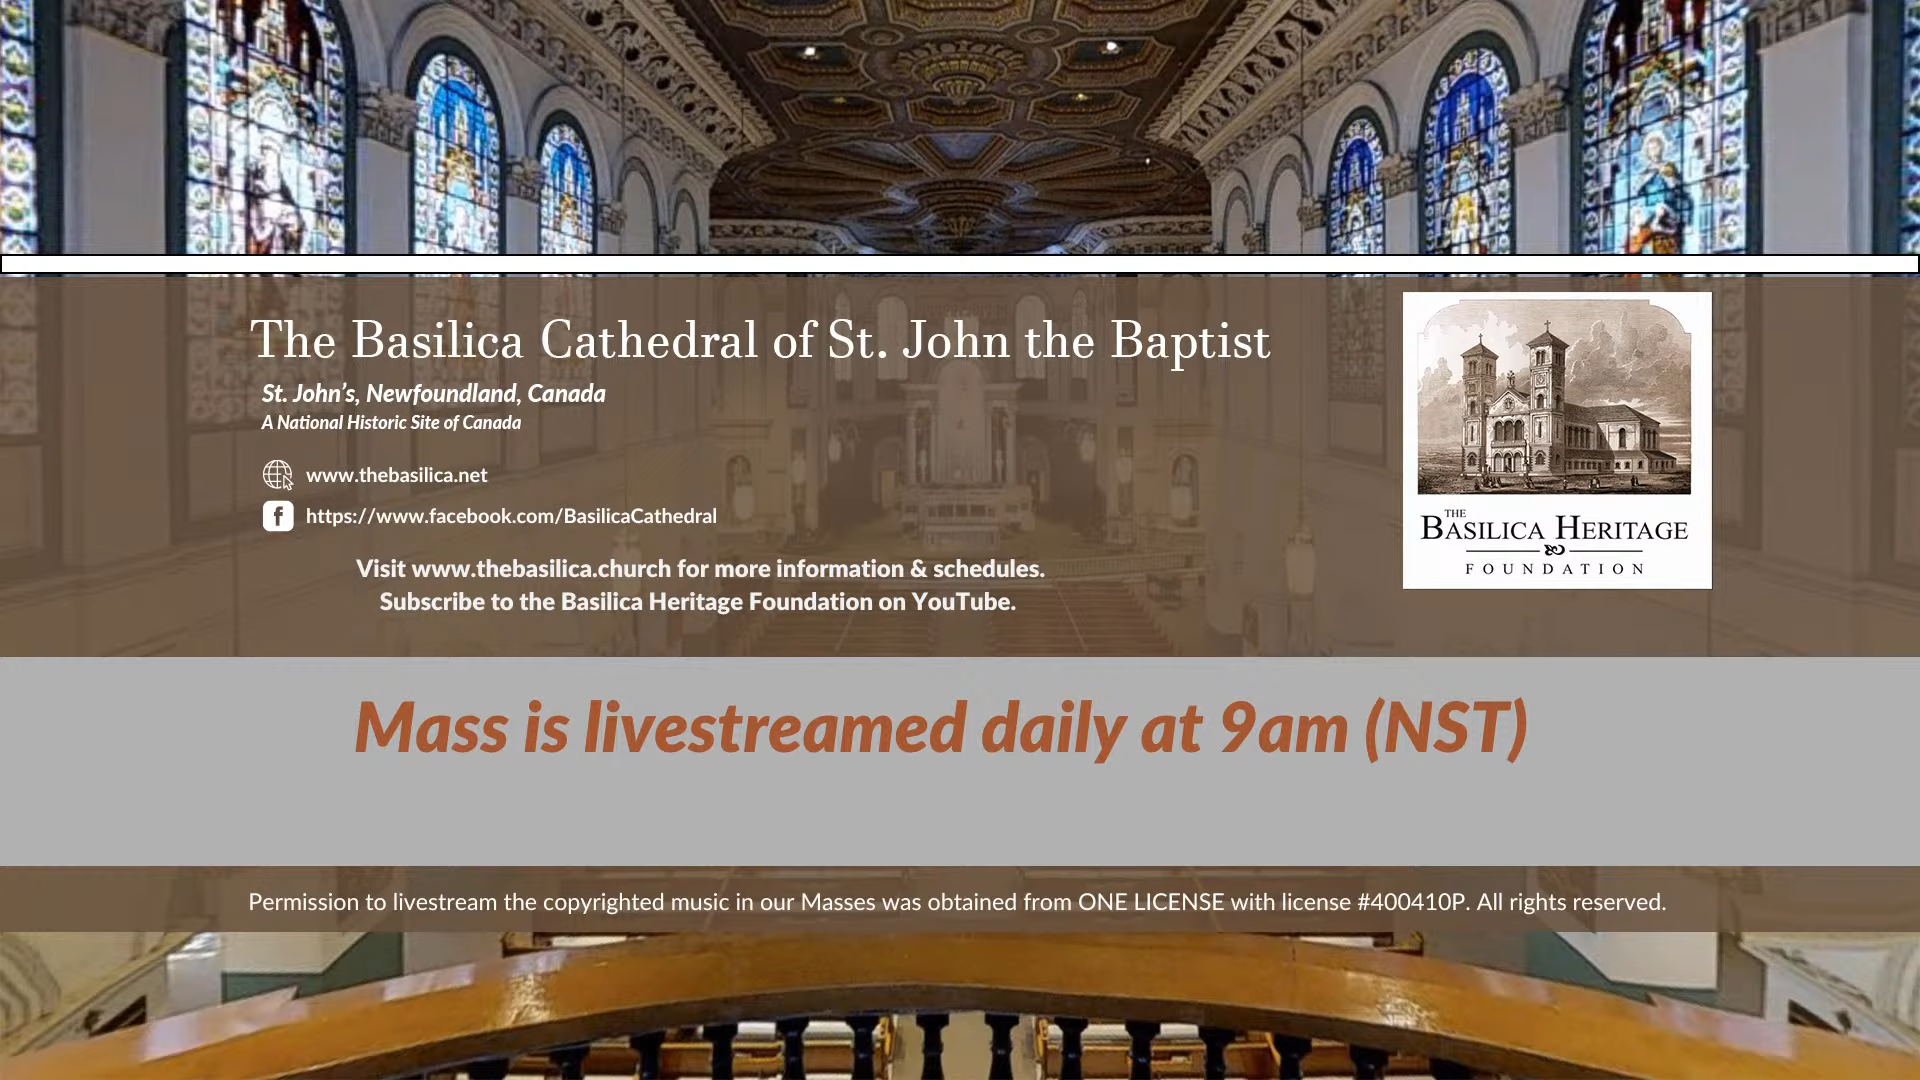 The Basilica Cathedral of St. John the Baptist
St. John’s, Newfoundland, Canada
A National Historic Site of Canada
www.thebasilica.net
https://www.facebook.com/BasilicaCathedral
Visit www.thebasilica.church for more information & schedules.
Subscribe to the Basilica Heritage Foundation on YouTube.
THE
BASILICA HERITAGE
FOUNDATION
Mass is livestreamed daily at 9am (NST)
Permission to livestream the copyrighted music in our Masses was obtained from ONE LICENSE with license #400410P. All rights reserved.